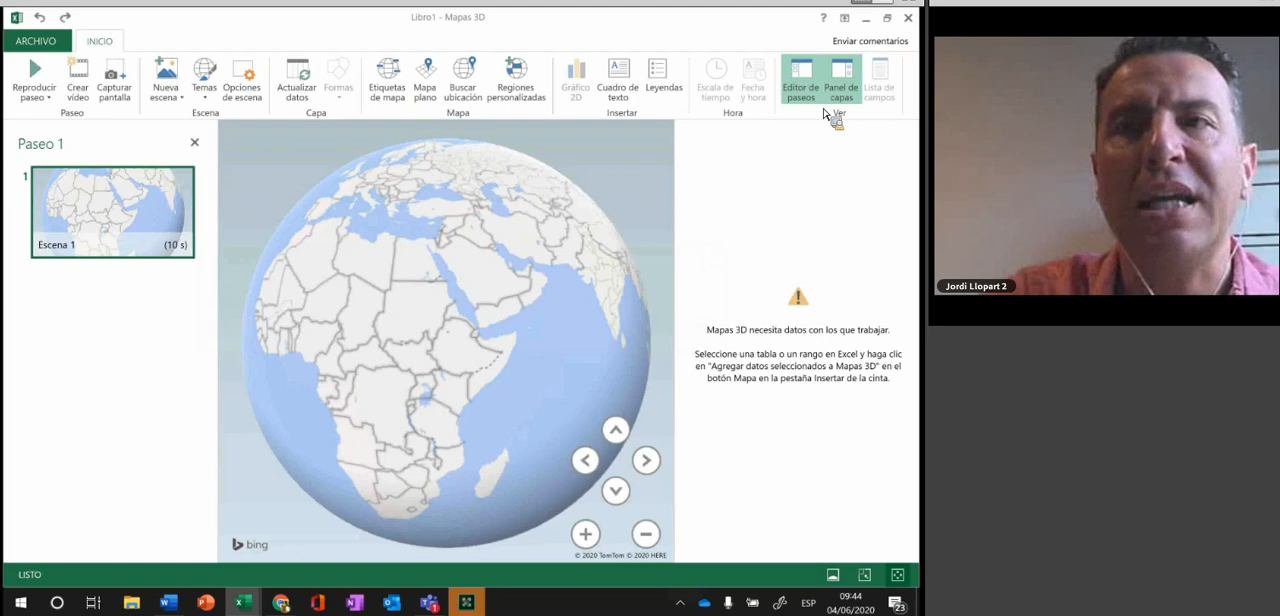 Libro1 - Mapas 3D
?
ARCHIVO
INICIO
Enviar comentarios
Reproducir paseo
Crear vídeo
Capturar pantalla
Paseo
Nueva escena
Temas
Opciones de escena
Escena
Actualizar datos
Formas
Capa
Etiquetas de mapa
Mapa plano
Buscar ubicación
Regiones personalizadas
Mapa
Gráfico 2D
Cuadro de texto
Leyendas
Insertar
Escala de tiempo
Fecha y hora
Hora
Editor de paseos
Panel de capas
Lista de campos
Ver
Paseo 1
1
Escena 1
(10 s)
Mapas 3D necesita datos con los que trabajar.
Seleccione una tabla o un rango en Excel y haga clic
en "Agregar datos seleccionados a Mapas 3D" en el
botón Mapa en la pestaña Insertar de la cinta.
bing
© 2020 TomTom © 2020 HERE
LISTO
ESP
09:44
04/06/2020
23
Jordi Llopart 2